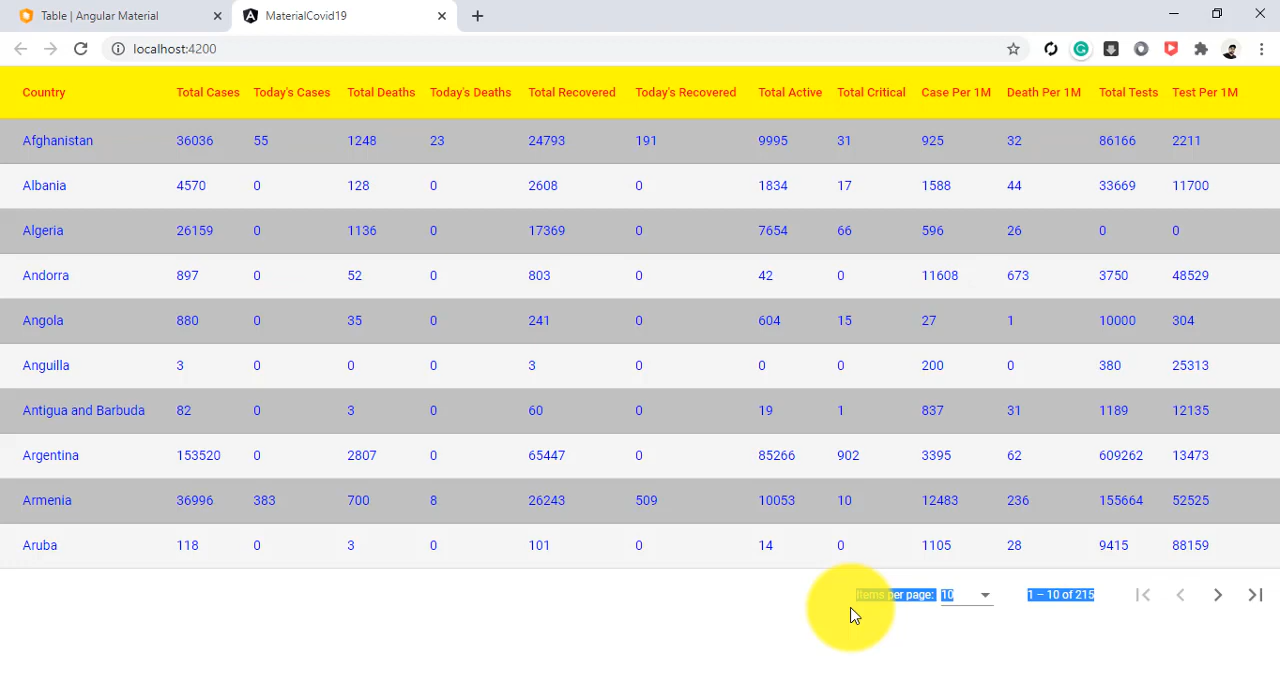 Table | Angular Material
MaterialCovid19
localhost:4200
Country Total Cases Today's Cases Total Deaths Today's Deaths Total Recovered Today's Recovered Total Active Total Critical Case Per 1M Death Per 1M Total Tests Test Per 1M
Afghanistan 36036 55 1248 23 24793 191 9995 31 925 32 86166 2211
Albania 4570 0 128 0 2608 0 1834 17 1588 44 33669 11700
Algeria 26159 0 1136 0 17369 0 7654 66 596 26 0 0
Andorra 897 0 52 0 803 0 42 0 11608 673 3750 48529
Angola 880 0 35 0 241 0 604 15 27 1 10000 304
Anguilla 3 0 0 0 3 0 0 0 200 0 380 25313
Antigua and Barbuda 82 0 3 0 60 0 19 1 837 31 1189 12135
Argentina 153520 0 2807 0 65447 0 85266 902 3395 62 609262 13473
Armenia 36996 383 700 8 26243 509 10053 10 12483 236 155664 52525
Aruba 118 0 3 0 101 0 14 0 1105 28 9415 88159
Items per page: 10 1 – 10 of 215